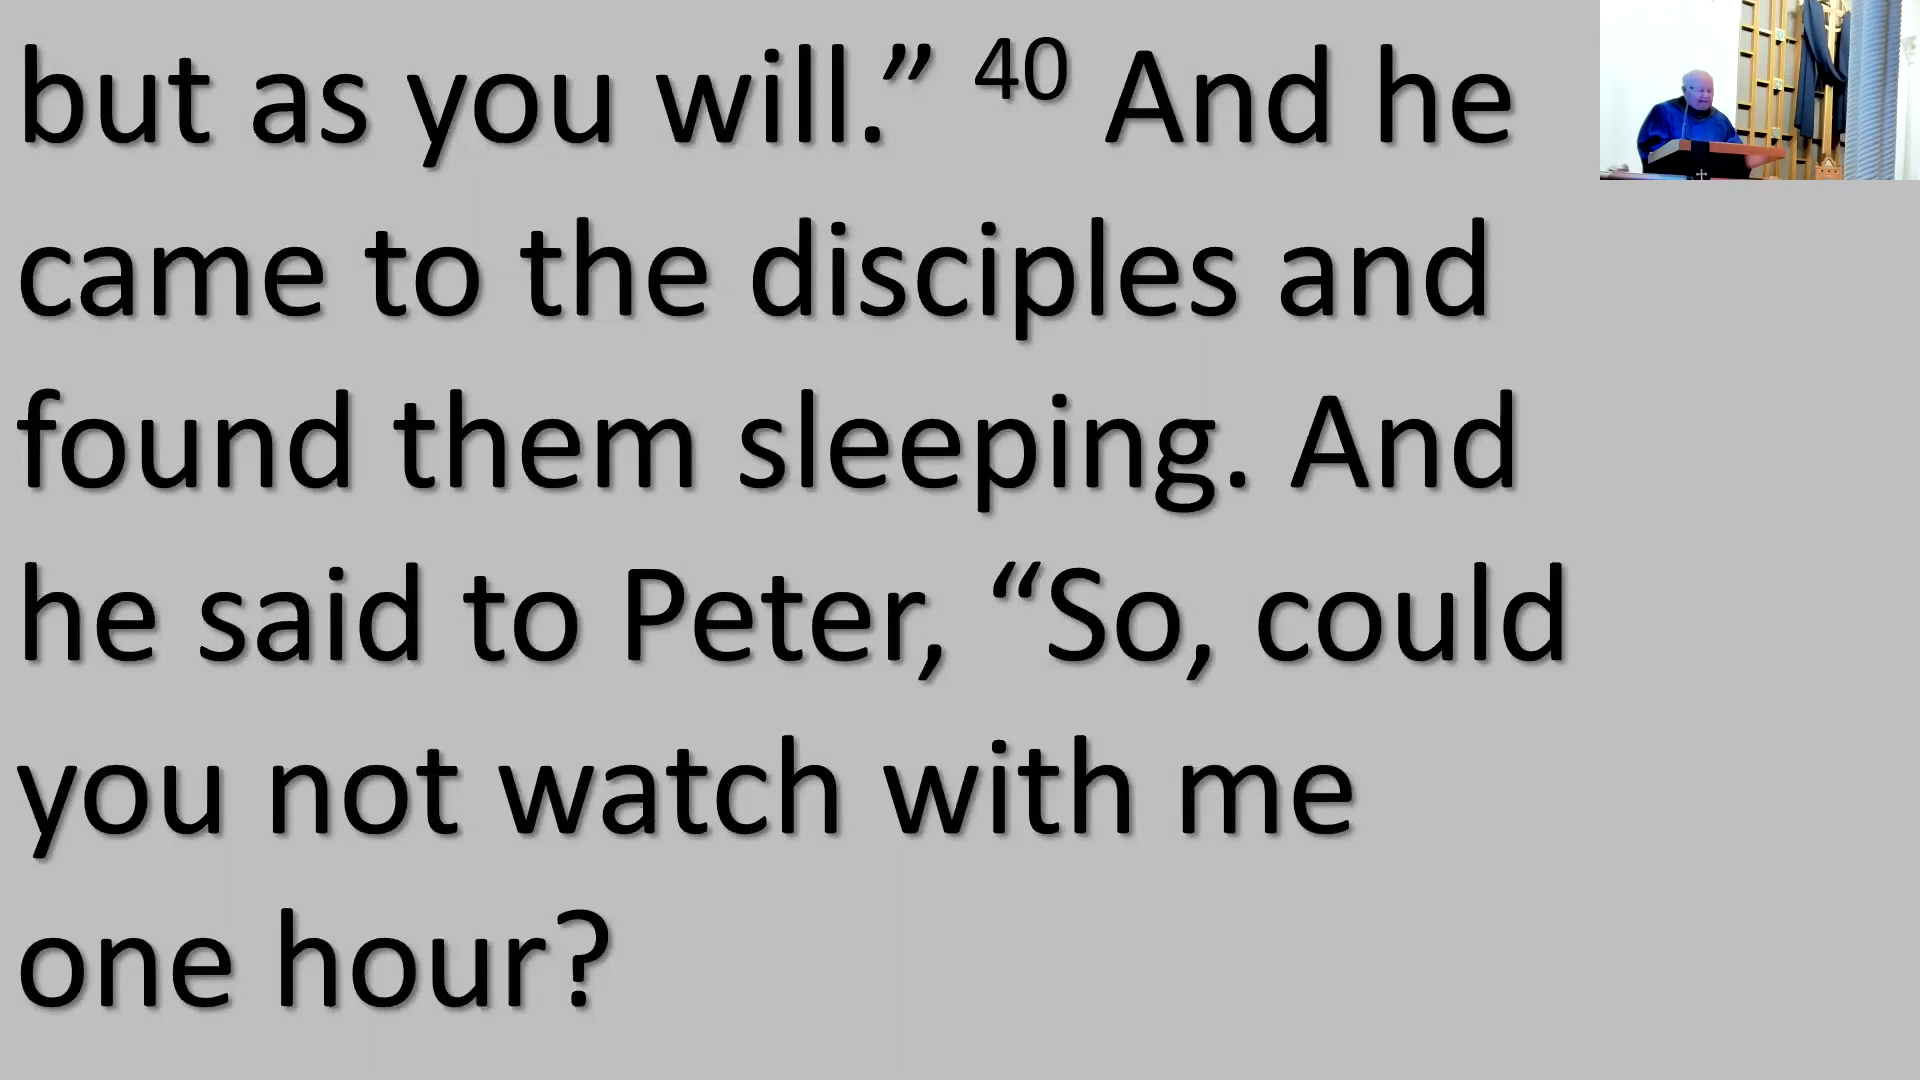 but as you will.” 40 And he
came to the disciples and
found them sleeping. And
he said to Peter, “So, could
you not watch with me
one hour?